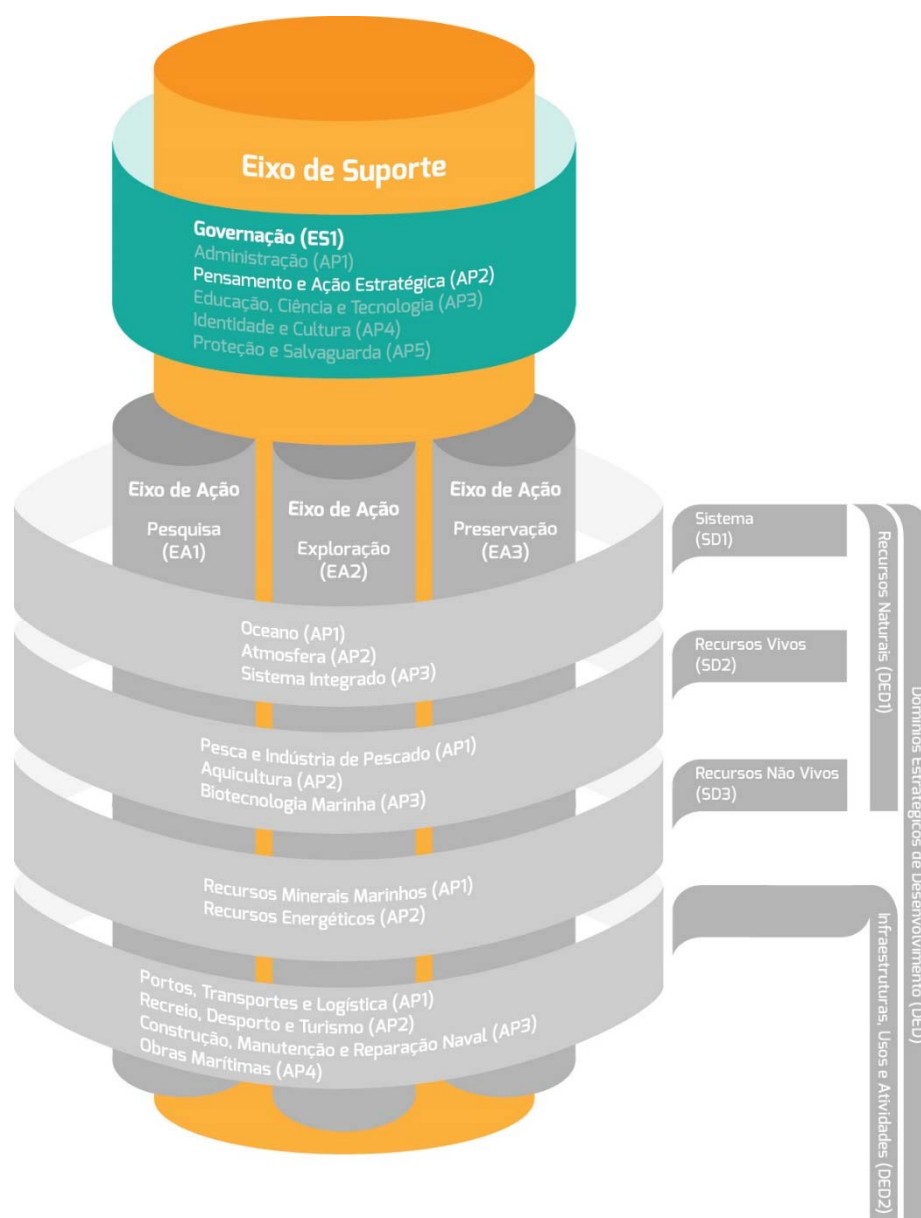 Eixo de Suporte
Governação (ES1)
Administração (AP1)
Pensamento e Ação Estratégica (AP2)
Educação, Ciência e Tecnologia (AP3)
Identidade e Cultura (AP4)
Proteção e Salvaguarda (AP5)
Eixo de Ação
Pesquisa
(EA1)
Eixo de Ação
Exploração
(EA2)
Eixo de Ação
Preservação
(EA3)
Oceano (AP1)
Atmosfera (AP2)
Sistema Integrado (AP3)
Pesca e Indústria de Pescado (AP1)
Aquicultura (AP2)
Biotecnologia Marinha (AP3)
Recursos Minerais Marinhos (AP1)
Recursos Energéticos (AP2)
Portos, Transportes e Logística (AP1)
Recreio, Desporto e Turismo (AP2)
Construção, Manutenção e Reparação Naval (AP3)
Obras Marítimas (AP4)
Sistema
(SD1)
Recursos Vivos
(SD2)
Recursos Não Vivos
(SD3)
Recursos Naturais (DED1)
Infraestruturas, Usos e Atividades (DED2)
Domínios Estratégicos de Desenvolvimento (DED)